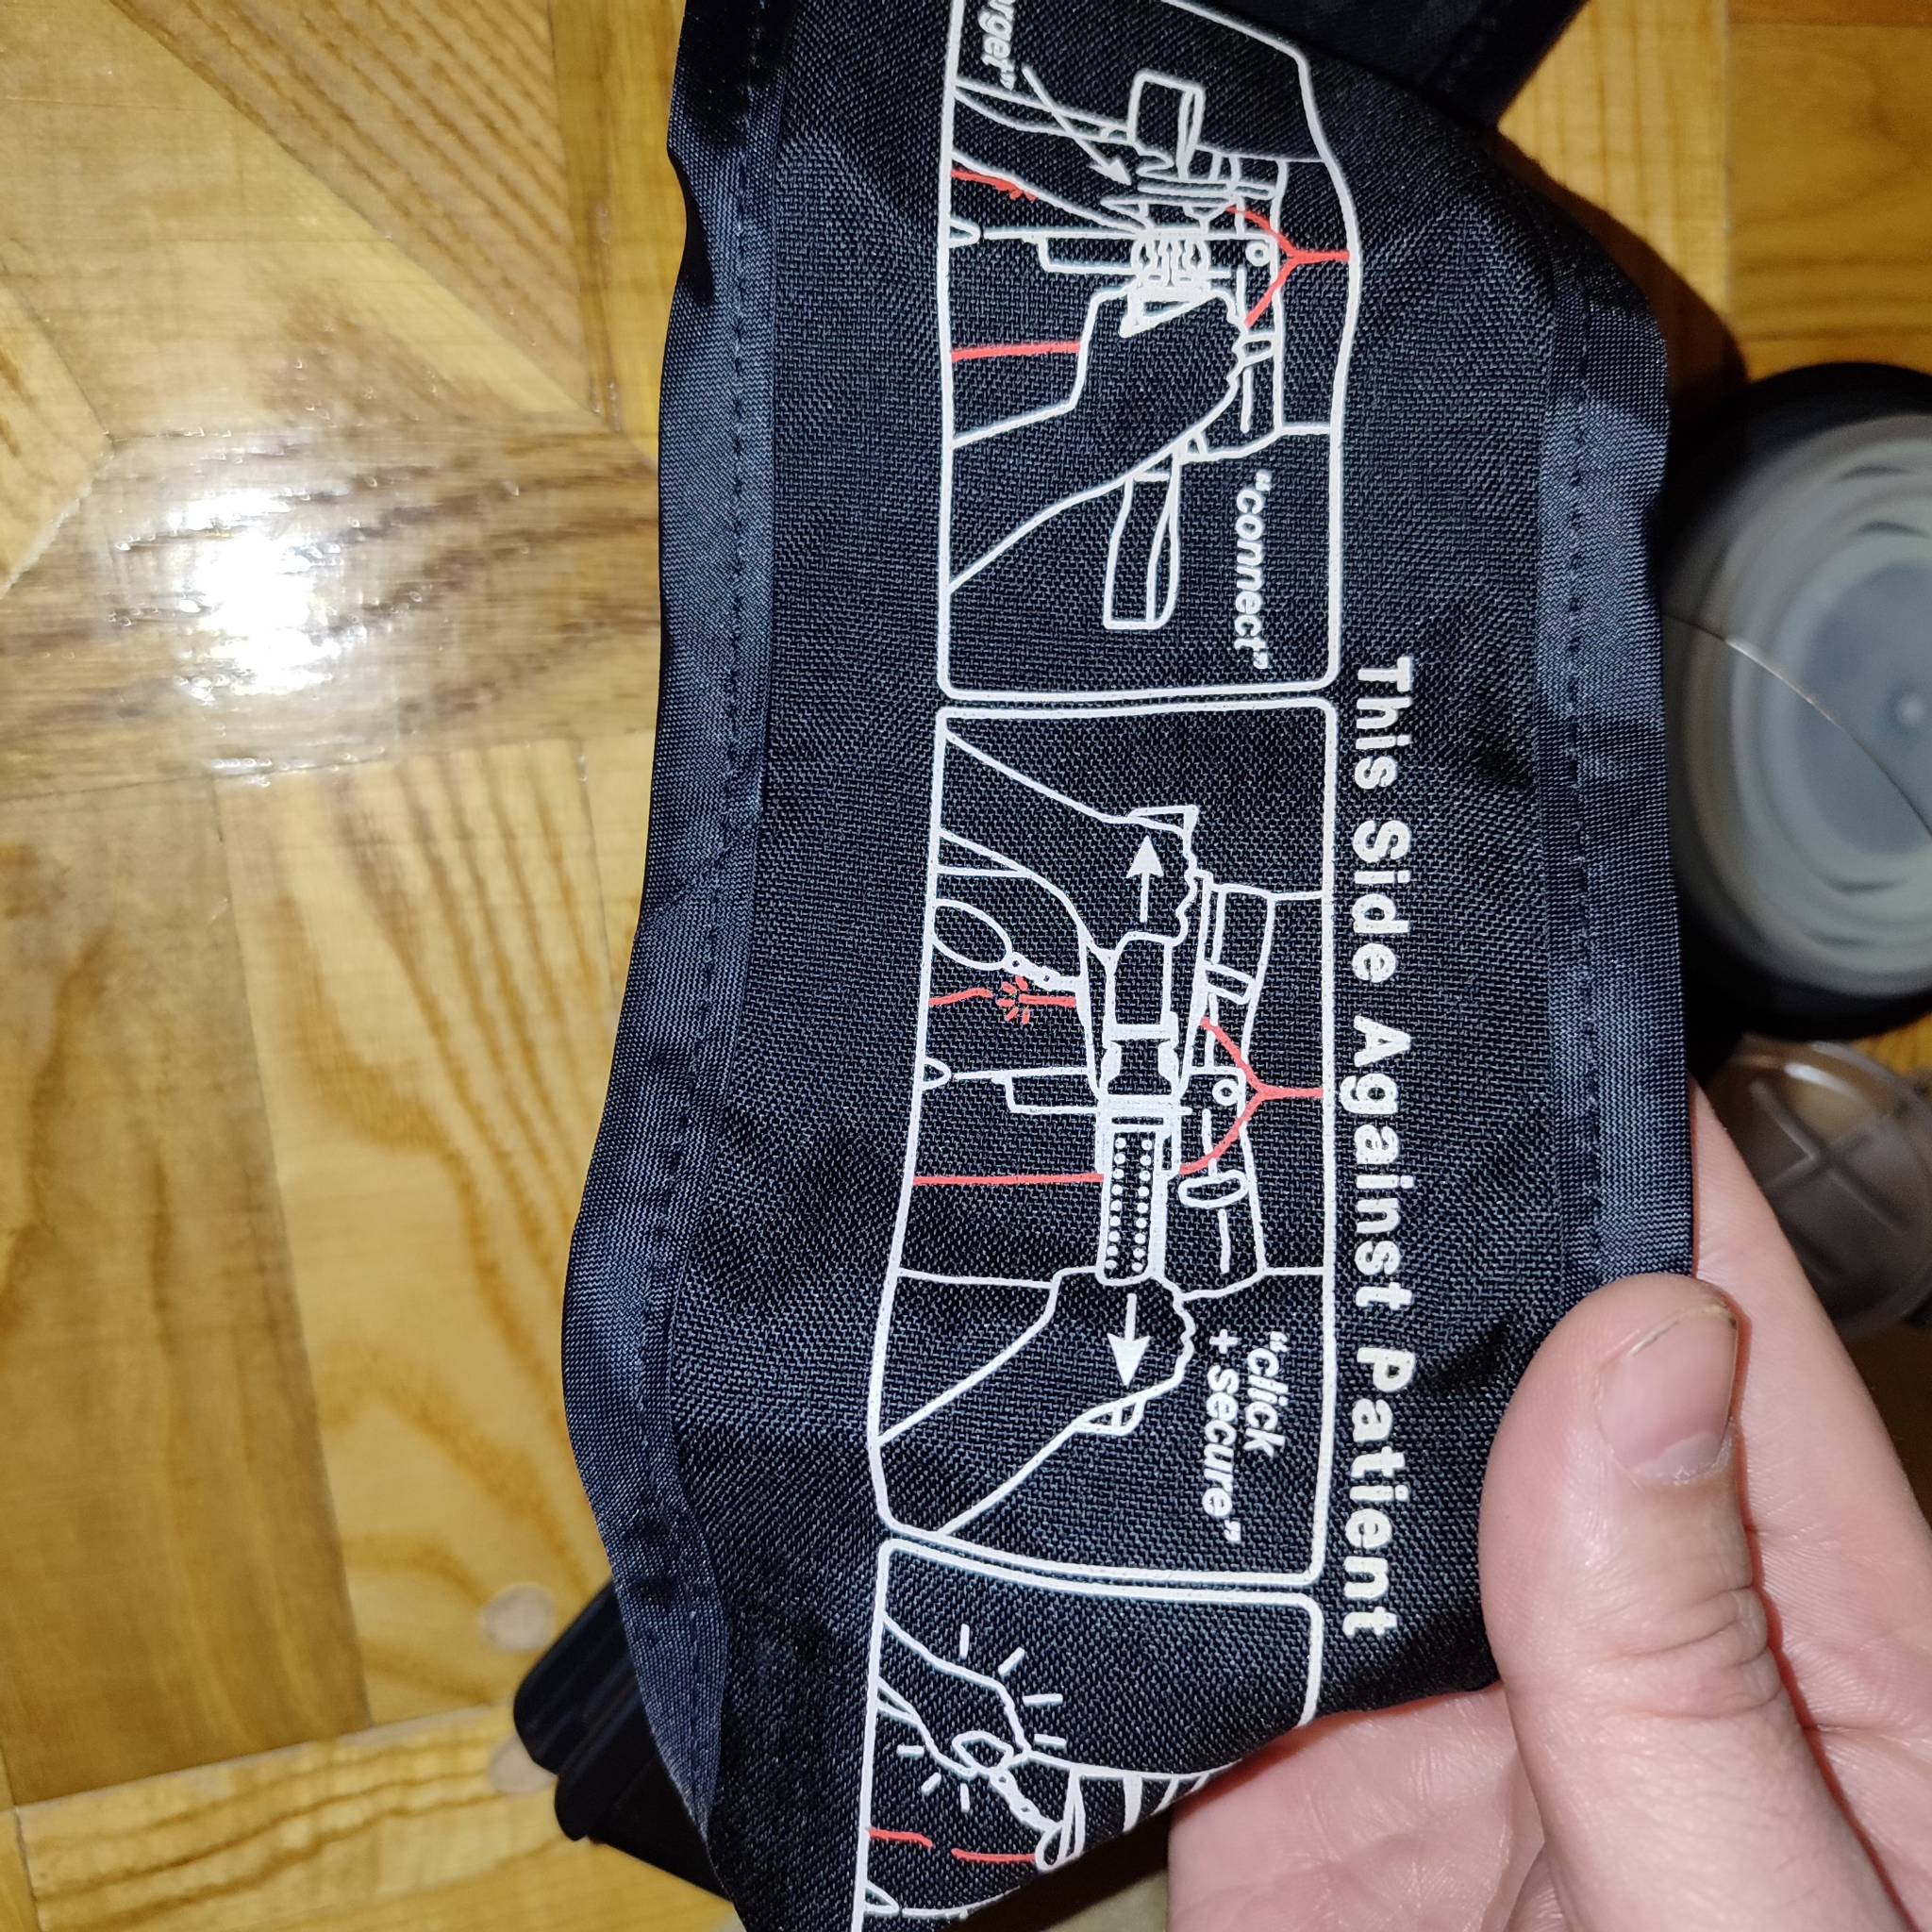 This Side Against Patient
"connect"
"click
+ secure"